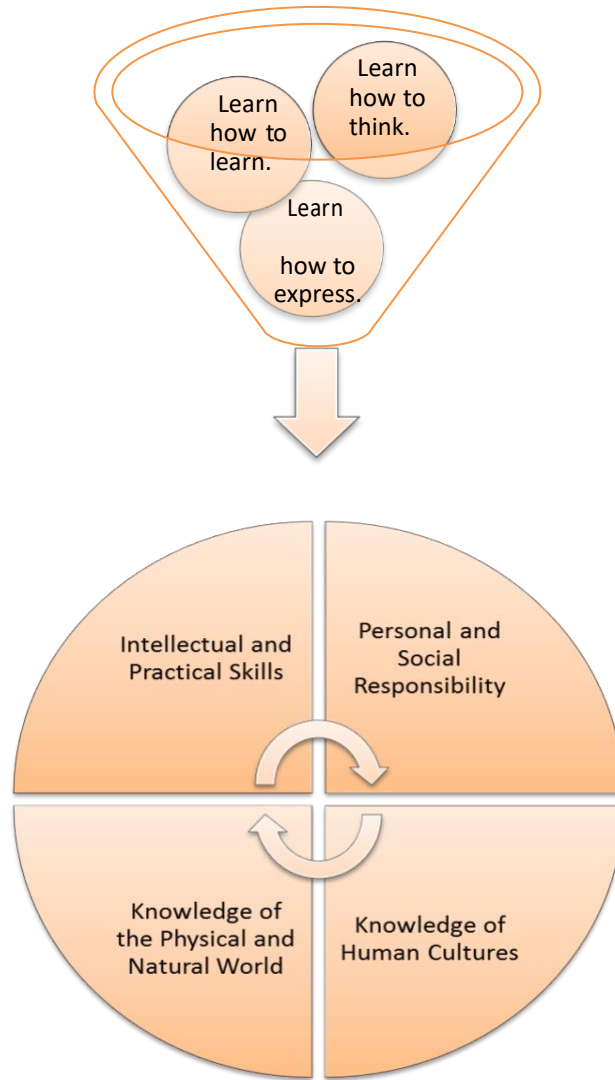 Learn
how to
learn.
Learn
how to
think.
Learn
how to
express.
Intellectual and
Practical Skills
Personal and
Social
Responsibility
Knowledge of
the Physical and
Natural World
Knowledge of
Human Cultures